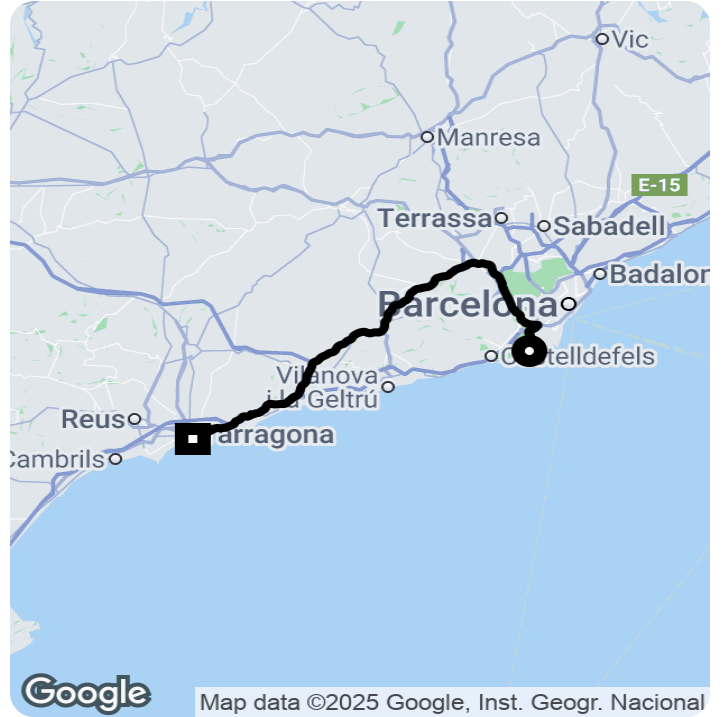 Vic
Manresa
E-15
Terrassa
Sabadell
Badalon
Barcelona
Castelldefels
Vilanova
i la Geltrú
Reus
Tarragona
Cambrils
Google
Map data ©2025 Google, Inst. Geogr. Nacional